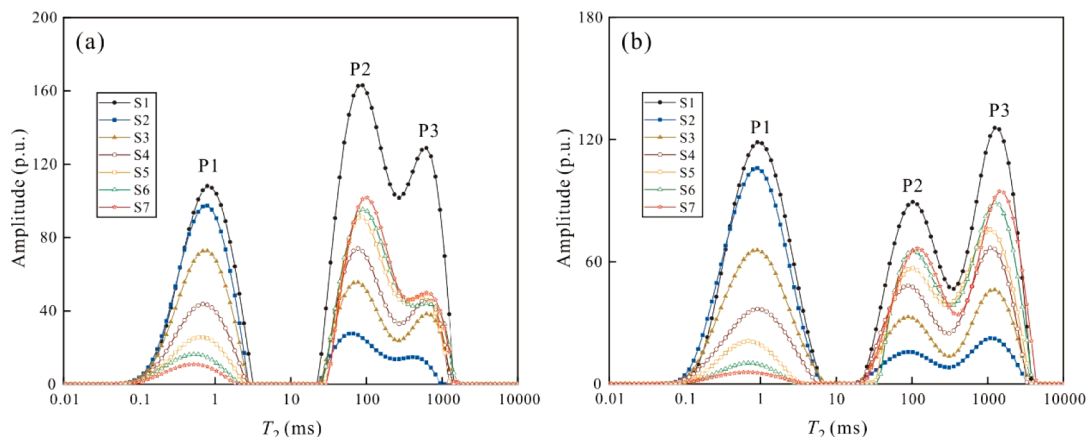 (a)
Amplitude (p.u.)
200
160
120
80
40
0
S1
S2
S3
S4
S5
S6
S7
P1
P2
P3
0.01
0.1
1
10
100
1000
10000
T2 (ms)
(b)
Amplitude (p.u.)
180
120
60
0
S1
S2
S3
S4
S5
S6
S7
P1
P2
P3
0.01
0.1
1
10
100
1000
10000
T2 (ms)